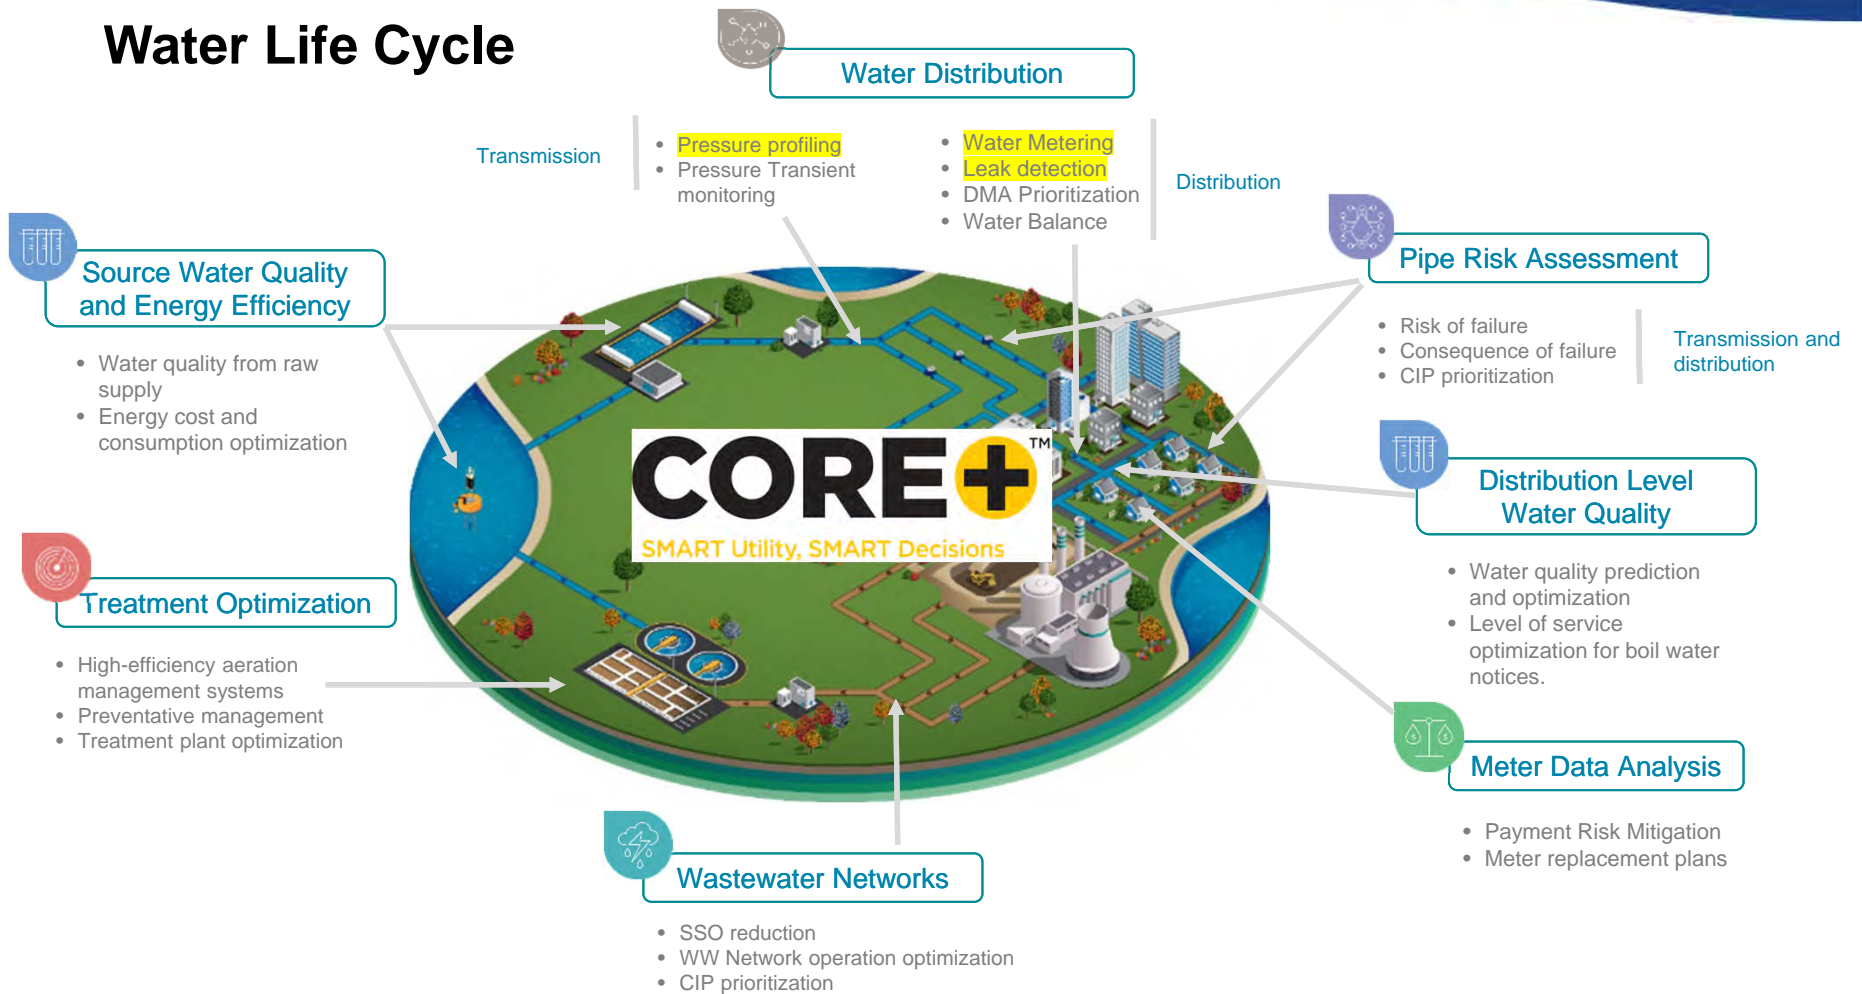 Water Life Cycle
Water Distribution
Transmission
• Pressure profiling
• Pressure Transient
monitoring
• Water Metering
• Leak detection
• DMA Prioritization
• Water Balance
Distribution
Source Water Quality
and Energy Efficiency
• Water quality from raw
supply
• Energy cost and
consumption optimization
Pipe Risk Assessment
• Risk of failure
• Consequence of failure
• CIP prioritization
Transmission and
distribution
CORE+™
SMART Utility, SMART Decisions
Distribution Level
Water Quality
• Water quality prediction
and optimization
• Level of service
optimization for boil water
notices.
Treatment Optimization
• High-efficiency aeration
management systems
• Preventative management
• Treatment plant optimization
Meter Data Analysis
• Payment Risk Mitigation
• Meter replacement plans
Wastewater Networks
• SSO reduction
• WW Network operation optimization
• CIP prioritization